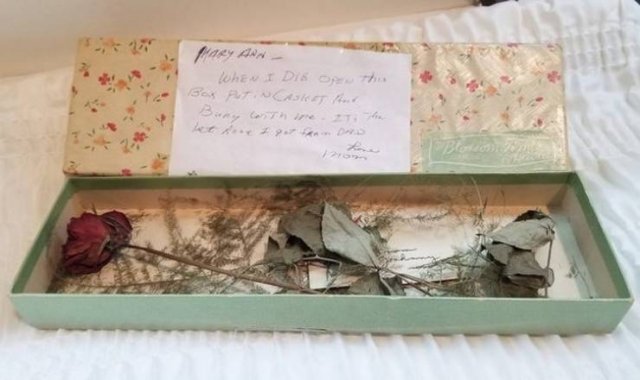 Mary Ann —
When I Die open this
Box put in Casket And
Bury with me. It's the
last Rose I got from DAD
Love
Mom
Blossom